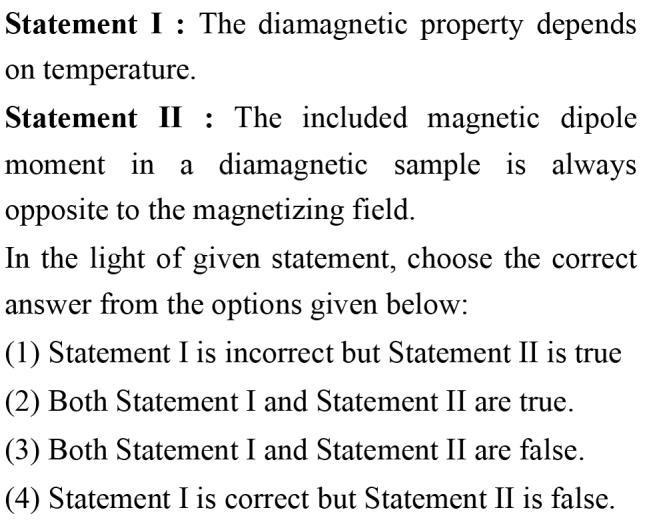 Statement I : The diamagnetic property depends
on temperature.
Statement II : The included magnetic dipole
moment in a diamagnetic sample is always
opposite to the magnetizing field.
In the light of given statement, choose the correct
answer from the options given below:
(1) Statement I is incorrect but Statement II is true
(2) Both Statement I and Statement II are true.
(3) Both Statement I and Statement II are false.
(4) Statement I is correct but Statement II is false.